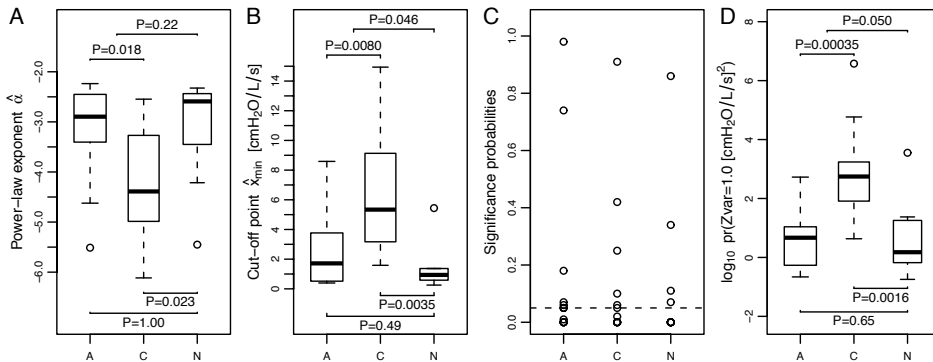 A
P=0.22
P=0.018
Power−law exponent α̂
−2.0
−3.0
−4.0
−5.0
−6.0
P=0.023
P=1.00
A C N
B
P=0.046
P=0.0080
Cut−off point x̂min [cmH2O/L/s]
14
12
10
8
6
4
2
0
P=0.0035
P=0.49
A C N
C
Significance probabilities
1.0
0.8
0.6
0.4
0.2
0.0
A C N
D
P=0.050
P=0.00035
log10 pr(Zvar=1.0 [cmH2O/L/s]²)
8
6
4
2
0
−2
P=0.0016
P=0.65
A C N